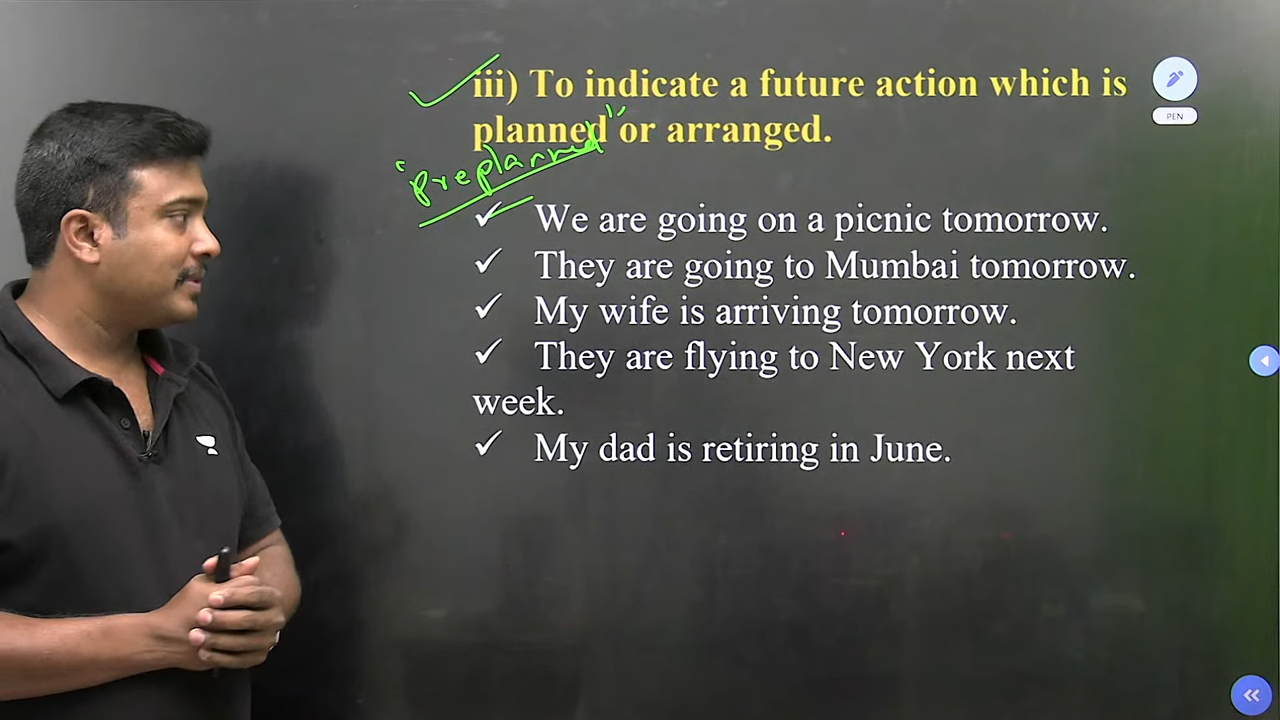 iii) To indicate a future action which is
planned or arranged.
"preplanned"
✓ We are going on a picnic tomorrow.
✓ They are going to Mumbai tomorrow.
✓ My wife is arriving tomorrow.
✓ They are flying to New York next
week.
✓ My dad is retiring in June.
PEN